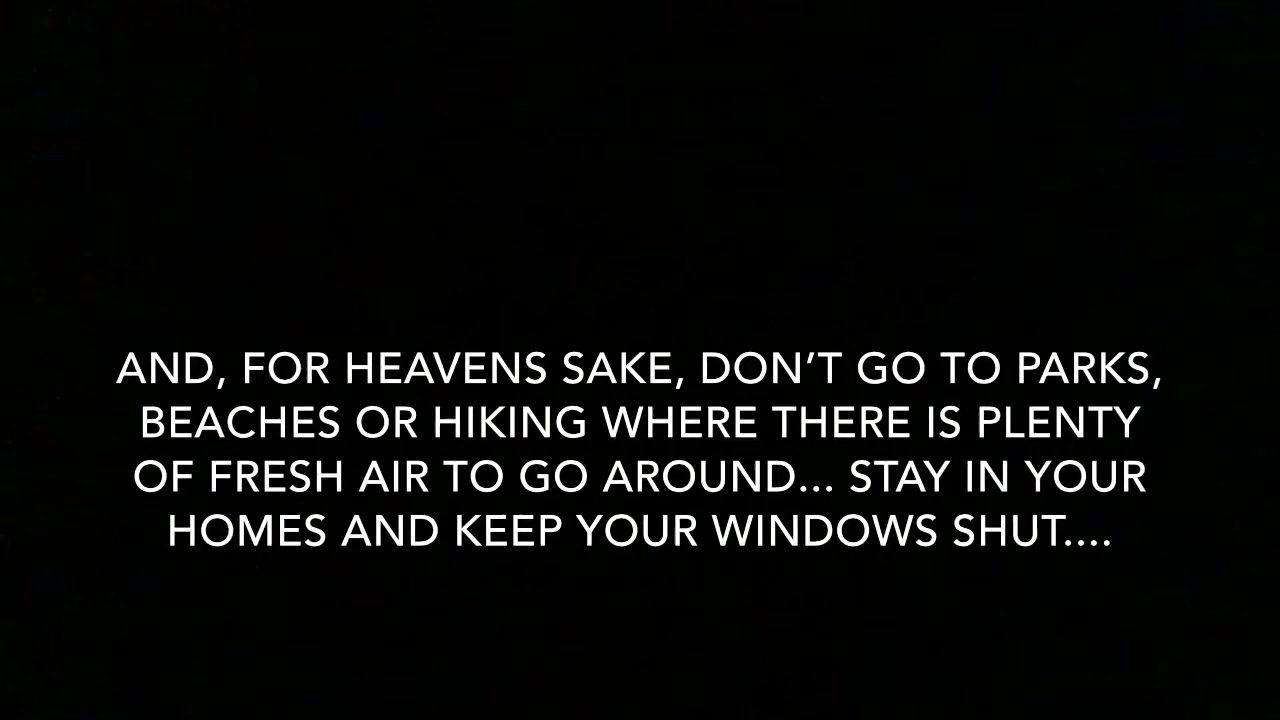 AND, FOR HEAVENS SAKE, DON’T GO TO PARKS,
BEACHES OR HIKING WHERE THERE IS PLENTY
OF FRESH AIR TO GO AROUND... STAY IN YOUR
HOMES AND KEEP YOUR WINDOWS SHUT....